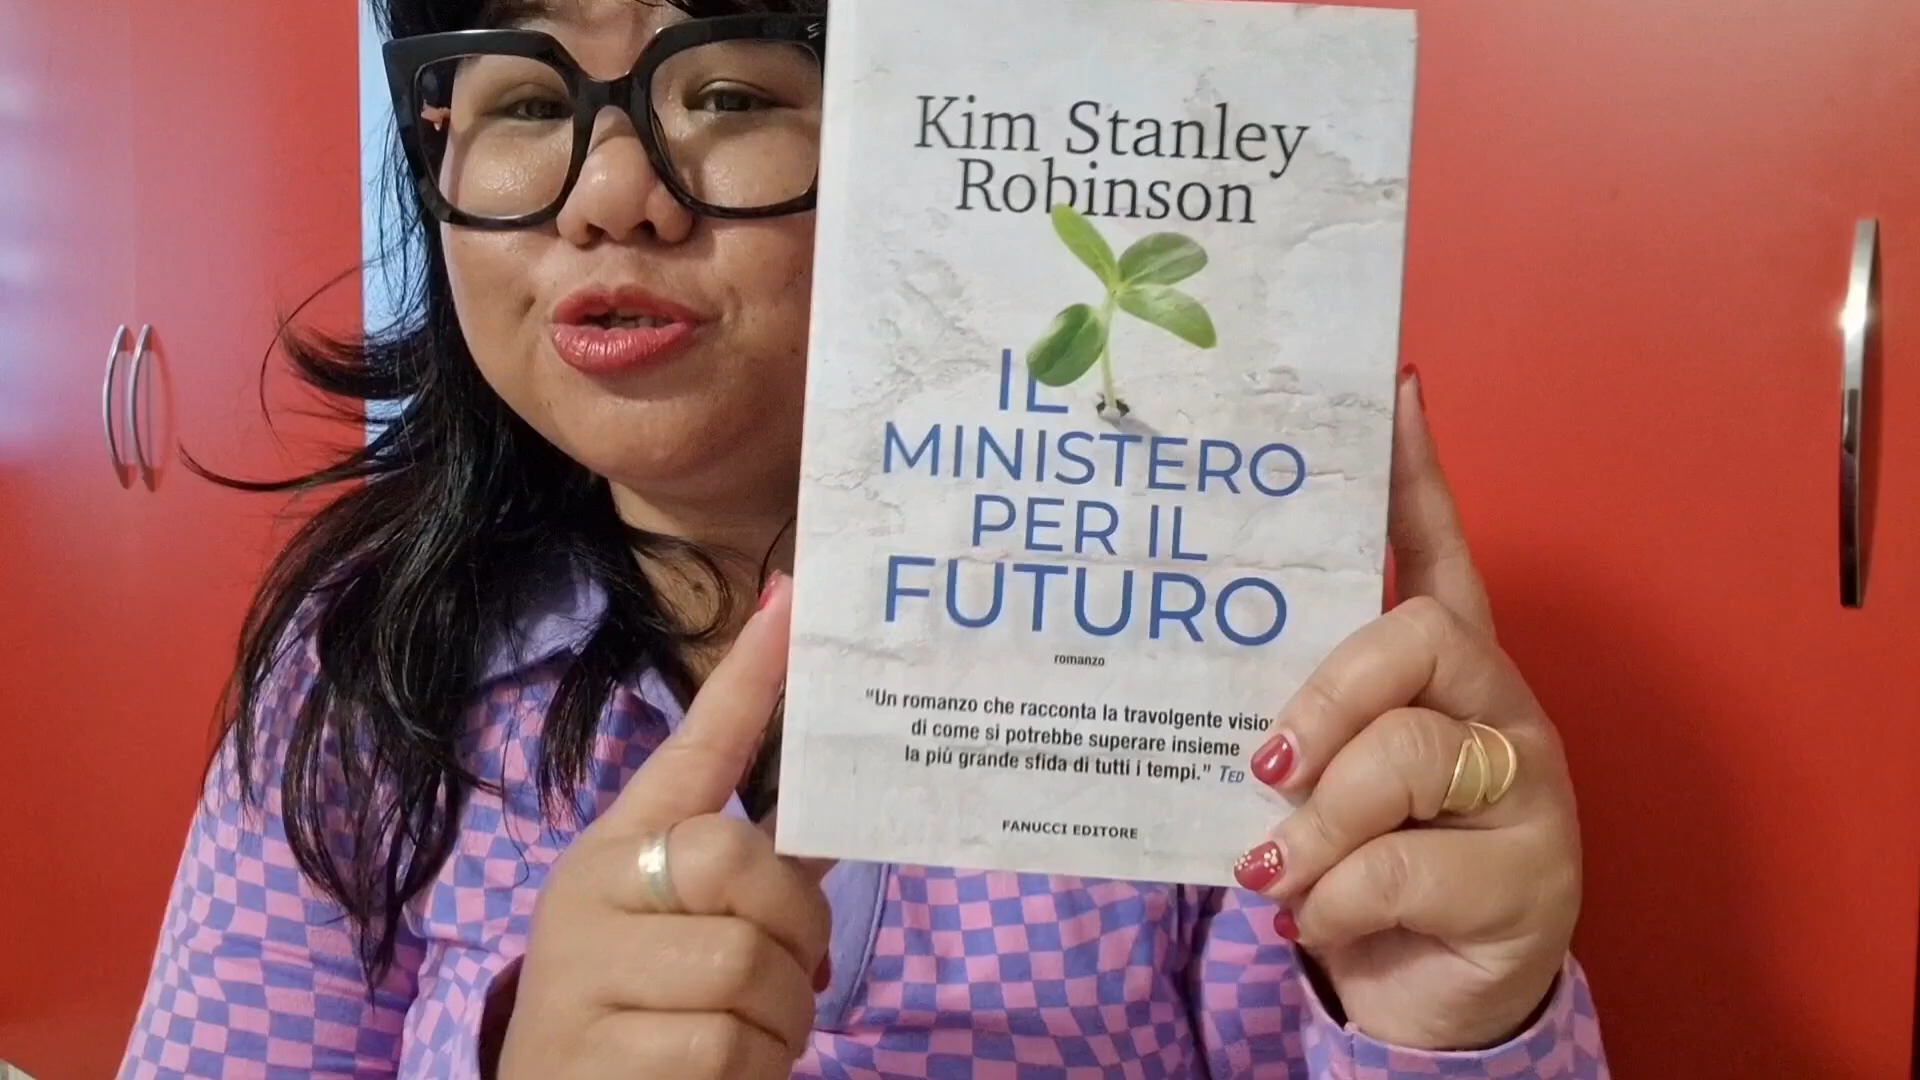 Kim Stanley
Robinson
IL
MINISTERO
PER IL
FUTURO
romanzo
"Un romanzo che racconta la travolgente
di come si potrebbe superare insieme
la più grande sfida di tutti i tempi." TED
FANUCCI EDITORE